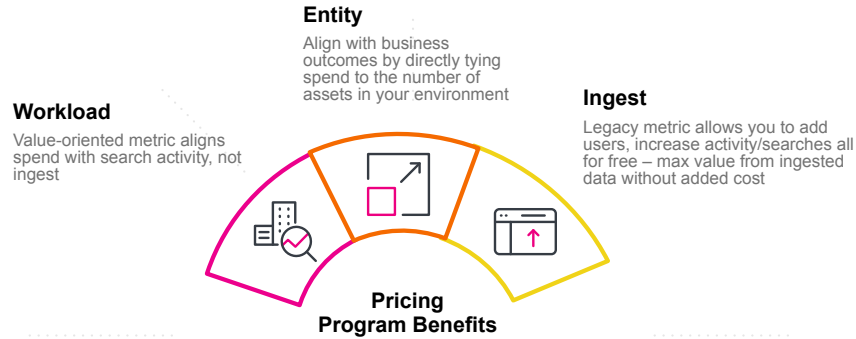 Entity
Align with business
outcomes by directly tying
spend to the number of
assets in your environment
Workload
Value-oriented metric aligns
spend with search activity, not
ingest
Ingest
Legacy metric allows you to add
users, increase activity/searches all
for free – max value from ingested
data without added cost
Pricing
Program Benefits